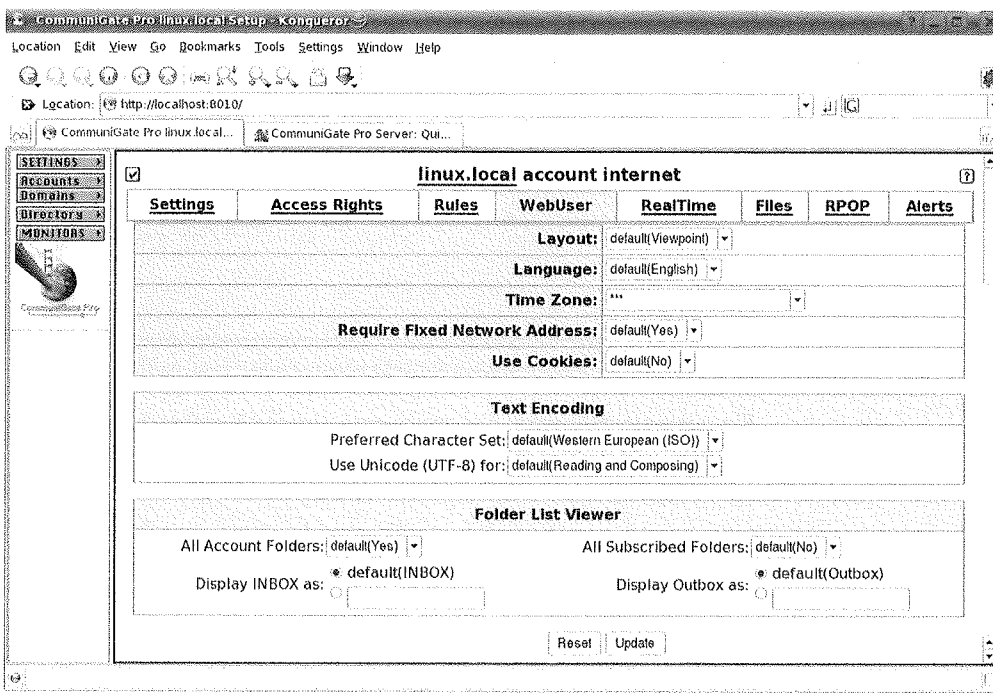 CommuniGate Pro linux.local Setup - Konqueror
Location Edit View Go Bookmarks Tools Settings Window Help
Location: http://localhost:8010/
CommuniGate Pro linux.local... CommuniGate Pro Server: Qui...
SETTINGS
Accounts
Domains
Directory
MONITORS
CommuniGate Pro
linux.local account internet
Settings Access Rights Rules WebUser RealTime Files RPOP Alerts
Layout: default(Viewpoint)
Language: default(English)
Time Zone: ***
Require Fixed Network Address: default(Yes)
Use Cookies: default(No)
Text Encoding
Preferred Character Set: default(Western European (ISO))
Use Unicode (UTF-8) for: default(Reading and Composing)
Folder List Viewer
All Account Folders: default(Yes) All Subscribed Folders: default(No)
Display INBOX as: default(INBOX) Display Outbox as: default(Outbox)
Reset Update